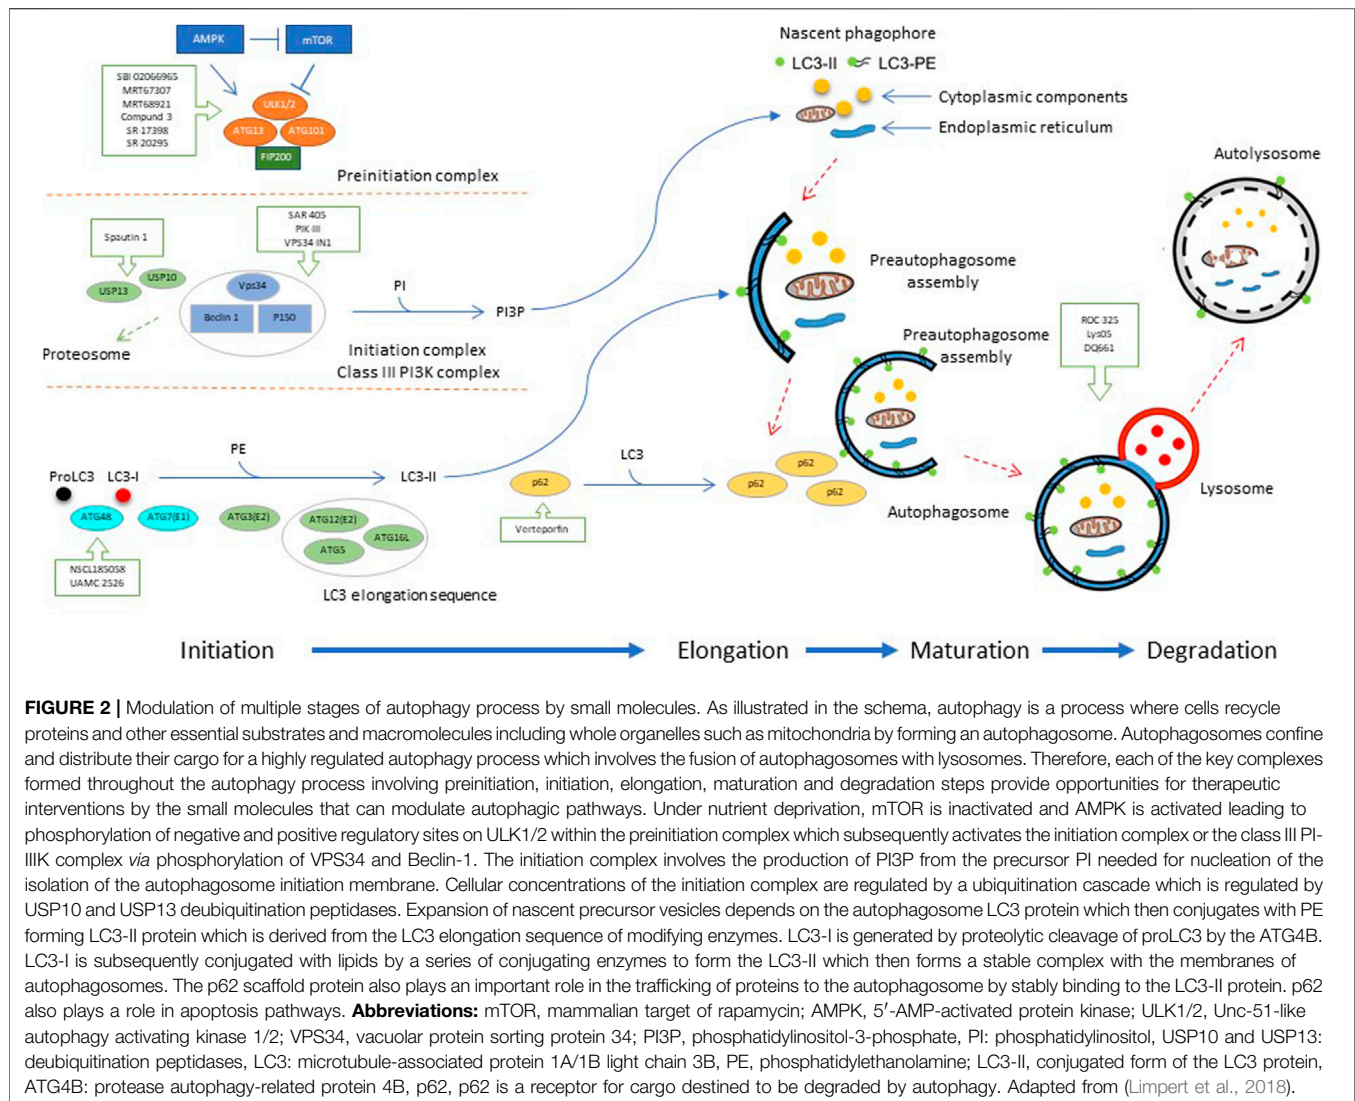 AMPK
mTOR
SBI 02066965
MRT67307
MRT68921
Compund 3
SR 17398
SR 20295
ULK1/2
ATG13
ATG101
FIP200
Preinitiation complex
Spautin 1
SAR 405
PIK III
VPS34 IN1
USP13
USP10
Vps34
Beclin 1
P150
Proteosome
PI
PI3P
Initiation complex
Class III PI3K complex
ProLC3
LC3-I
PE
LC3-II
ATG4B
ATG7(E1)
ATG3(E2)
ATG12(E2)
ATG5
ATG16L
NSCL185058
UAMC 2526
LC3 elongation sequence
p62
LC3
Verteporfin
p62
p62
p62
Nascent phagophore
LC3-II
LC3-PE
Cytoplasmic components
Endoplasmic reticulum
Preautophagosome
assembly
Preautophagosome
assembly
Autophagosome
ROC 325
Lys05
DQ661
Lysosome
Autolysosome
Initiation
Elongation
Maturation
Degradation
FIGURE 2 | Modulation of multiple stages of autophagy process by small molecules. As illustrated in the schema, autophagy is a process where cells recycle
proteins and other essential substrates and macromolecules including whole organelles such as mitochondria by forming an autophagosome. Autophagosomes confine
and distribute their cargo for a highly regulated autophagy process which involves the fusion of autophagosomes with lysosomes. Therefore, each of the key complexes
formed throughout the autophagy process involving preinitiation, initiation, elongation, maturation and degradation steps provide opportunities for therapeutic
interventions by the small molecules that can modulate autophagic pathways. Under nutrient deprivation, mTOR is inactivated and AMPK is activated leading to
phosphorylation of negative and positive regulatory sites on ULK1/2 within the preinitiation complex which subsequently activates the initiation complex or the class III PI-
IIIK complex via phosphorylation of VPS34 and Beclin-1. The initiation complex involves the production of PI3P from the precursor PI needed for nucleation of the
isolation of the autophagosome initiation membrane. Cellular concentrations of the initiation complex are regulated by a ubiquitination cascade which is regulated by
USP10 and USP13 deubiquitination peptidases. Expansion of nascent precursor vesicles depends on the autophagosome LC3 protein which then conjugates with PE
forming LC3-II protein which is derived from the LC3 elongation sequence of modifying enzymes. LC3-I is generated by proteolytic cleavage of proLC3 by the ATG4B.
LC3-I is subsequently conjugated with lipids by a series of conjugating enzymes to form the LC3-II which then forms a stable complex with the membranes of
autophagosomes. The p62 scaffold protein also plays an important role in the trafficking of proteins to the autophagosome by stably binding to the LC3-II protein. p62
also plays a role in apoptosis pathways. Abbreviations: mTOR, mammalian target of rapamycin; AMPK, 5′-AMP-activated protein kinase; ULK1/2, Unc-51-like
autophagy activating kinase 1/2; VPS34, vacuolar protein sorting protein 34; PI3P, phosphatidylinositol-3-phosphate, PI: phosphatidylinositol, USP10 and USP13:
deubiquitination peptidases, LC3: microtubule-associated protein 1A/1B light chain 3B, PE, phosphatidylethanolamine; LC3-II, conjugated form of the LC3 protein,
ATG4B: protease autophagy-related protein 4B, p62, p62 is a receptor for cargo destined to be degraded by autophagy. Adapted from (Limpert et al., 2018).